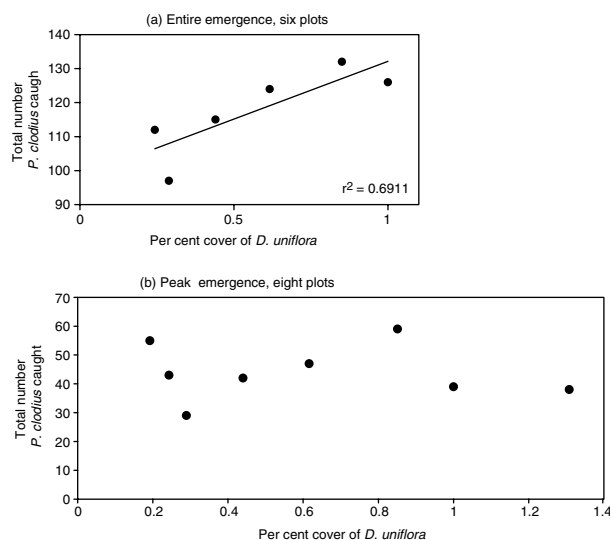 (a) Entire emergence, six plots
140
130
120
110
100
90
Total number
P. clodius caugh
0
0.5
1
r² = 0.6911
Per cent cover of D. uniflora
(b) Peak emergence, eight plots
70
60
50
40
30
20
10
0
Total number
P. clodius caught
0
0.2
0.4
0.6
0.8
1
1.2
1.4
Per cent cover of D. uniflora